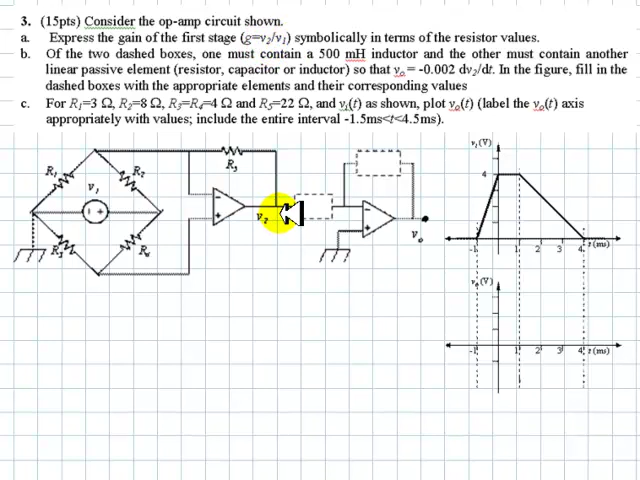 3. (15pts) Consider the op-amp circuit shown.
a. Express the gain of the first stage (g=v₂/v₁) symbolically in terms of the resistor values.
b. Of the two dashed boxes, one must contain a 500 mH inductor and the other must contain another
linear passive element (resistor, capacitor or inductor) so that vₒ= -0.002 dv₂/dt. In the figure, fill in the
dashed boxes with the appropriate elements and their corresponding values
c. For R₁=3 Ω, R₂=8 Ω, R₃=R₄=4 Ω and R₅=22 Ω, and v₁(t) as shown, plot vₒ(t) (label the vₒ(t) axis
appropriately with values; include the entire interval -1.5ms<t<4.5ms).
v₁(V)
R₁ R₂ R₅
4
v₁
- +
- +
- +
v₂
vₒ
R₃ R₄
-1 1 2 3 4 t(ms)
vₒ(V)
-1 1 2 3 4 t(ms)